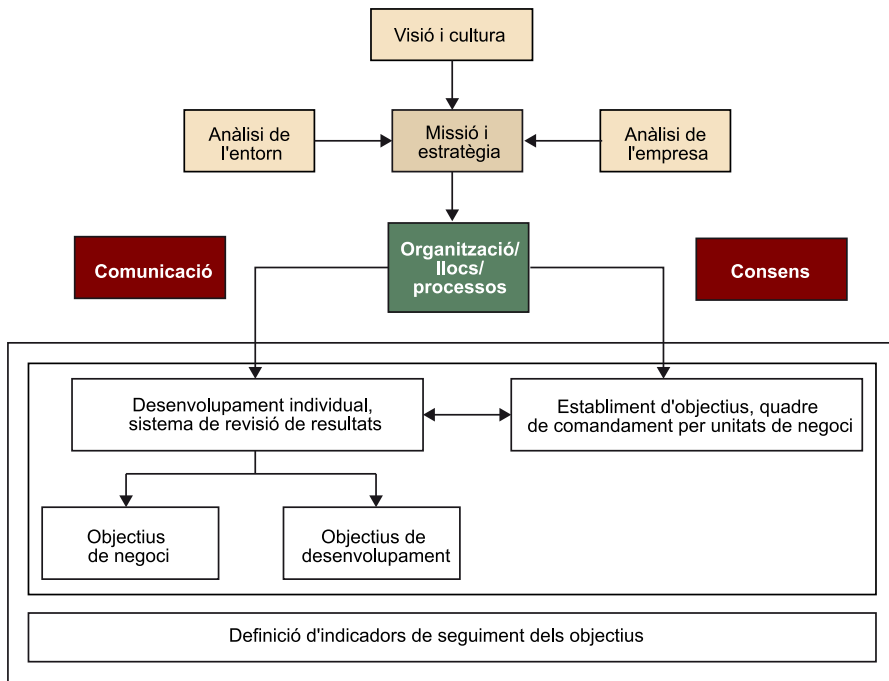 Visió i cultura
Anàlisi de
l'entorn
Missió i
estratègia
Anàlisi de
l'empresa
Comunicació
Organització/
llocs/
processos
Consens
Desenvolupament individual,
sistema de revisió de resultats
Establiment d'objectius, quadre
de comandament per unitats de negoci
Objectius
de negoci
Objectius de
desenvolupament
Definició d'indicadors de seguiment dels objectius